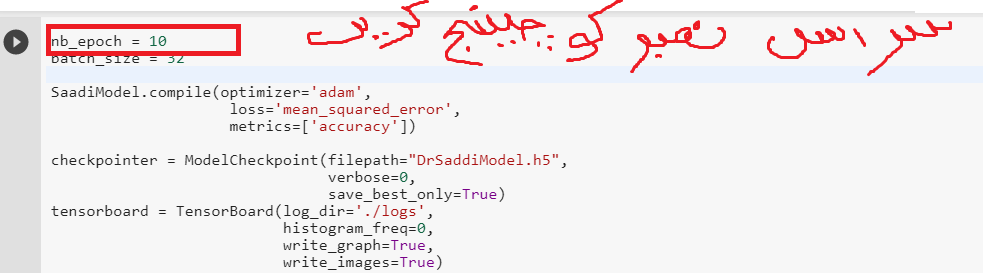 سر اس نمبر کو چینج کریں
nb_epoch = 10
batch_size = 32
SaadiModel.compile(optimizer='adam',
loss='mean_squared_error',
metrics=['accuracy'])
checkpointer = ModelCheckpoint(filepath="DrSaddiModel.h5",
verbose=0,
save_best_only=True)
tensorboard = TensorBoard(log_dir='./logs',
histogram_freq=0,
write_graph=True,
write_images=True)